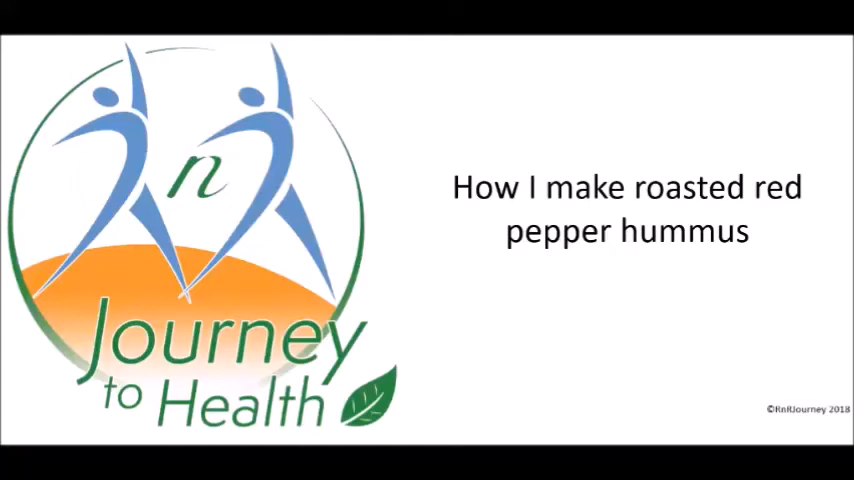 n
Journey
to Health
How I make roasted red
pepper hummus
©RnRJourney 2018